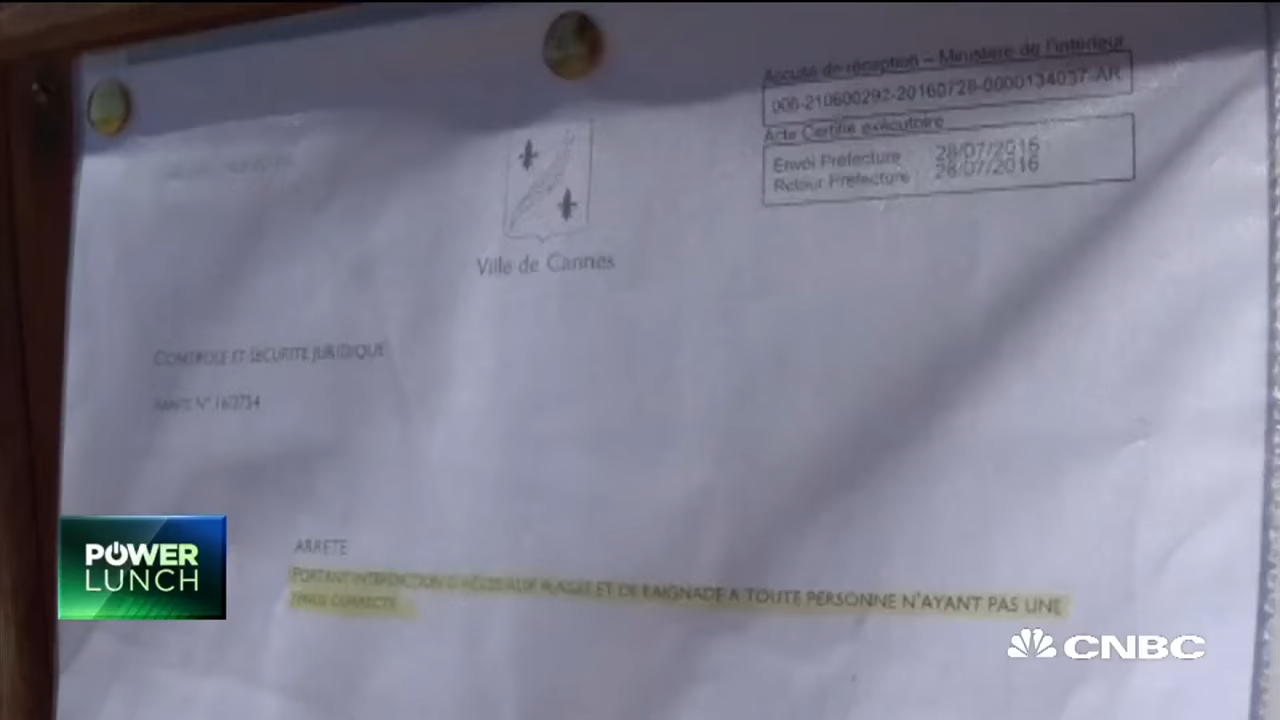 Accusé de réception – Ministère de l'intérieur
006-210600292-20160728-0000134037-AR
Acte Certifié exécutoire
Envoi Préfecture 28/07/2016
Retour Préfecture 28/07/2016
Ville de Cannes
CONTROLE ET SECURITE JURIDIQUE
N° 16/2754
ARRETE
PORTANT INTERDICTION D'ACCES AUX PLAGES ET DE BAIGNADE A TOUTE PERSONNE N'AYANT PAS UNE
TENUE CORRECTE
POWER
LUNCH
CNBC